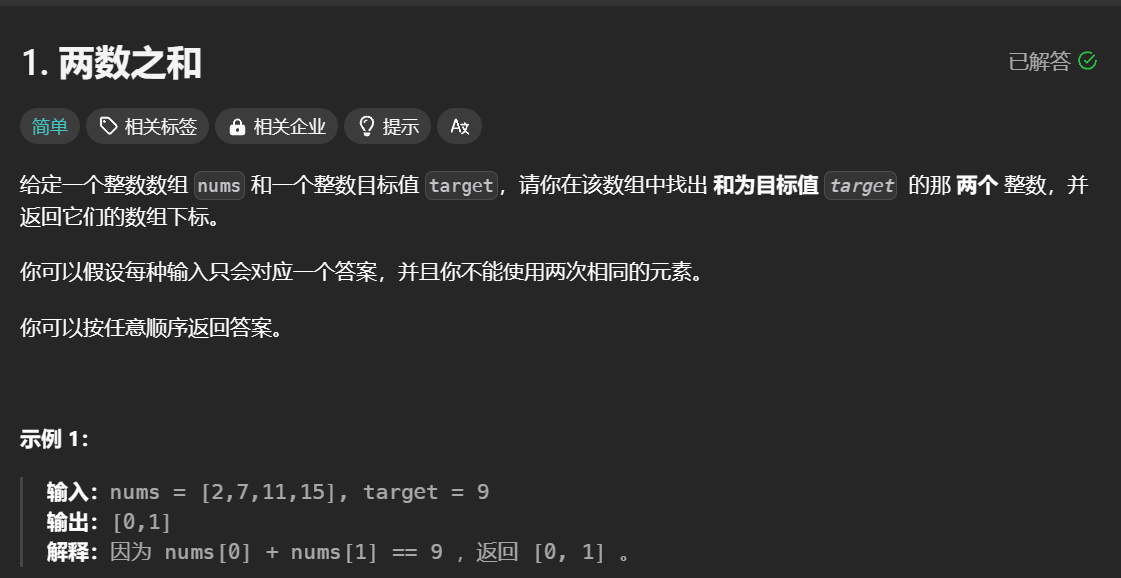 1. 两数之和
已解答
简单 相关标签 相关企业 提示 AX
给定一个整数数组 nums 和一个整数目标值 target，请你在该数组中找出 和为目标值 target 的那 两个 整数，并
返回它们的数组下标。
你可以假设每种输入只会对应一个答案，并且你不能使用两次相同的元素。
你可以按任意顺序返回答案。
示例 1：
输入：nums = [2,7,11,15], target = 9
输出：[0,1]
解释：因为 nums[0] + nums[1] == 9 ，返回 [0, 1] 。